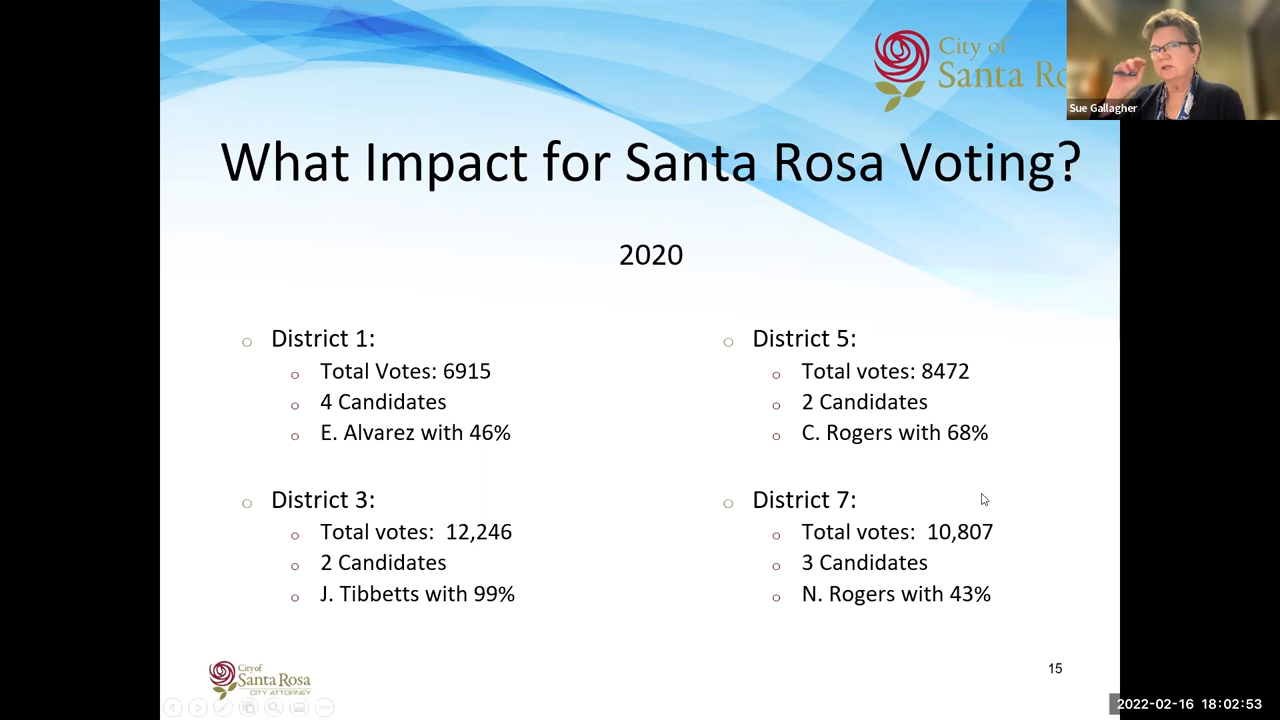 City of
Santa Ro
Sue Gallagher
What Impact for Santa Rosa Voting?
2020
District 1:
Total Votes: 6915
4 Candidates
E. Alvarez with 46%
District 3:
Total votes: 12,246
2 Candidates
J. Tibbetts with 99%
District 5:
Total votes: 8472
2 Candidates
C. Rogers with 68%
District 7:
Total votes: 10,807
3 Candidates
N. Rogers with 43%
City of
Santa Rosa
CITY ATTORNEY
15
2022-02-16 18:02:53